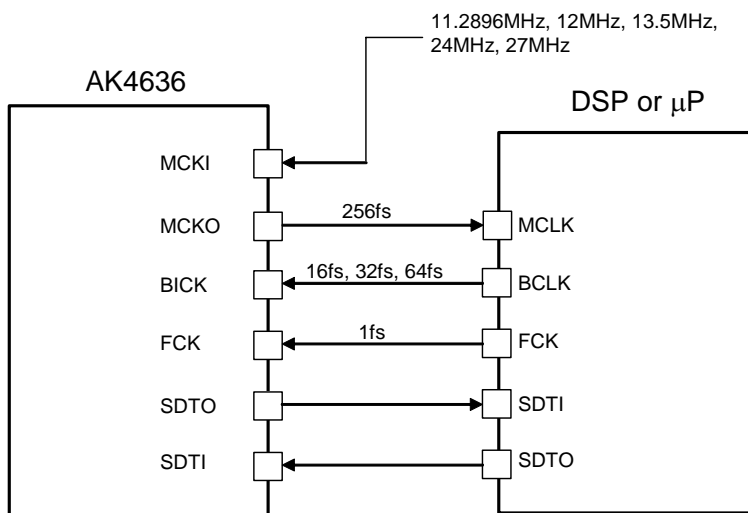 11.2896MHz, 12MHz, 13.5MHz,
24MHz, 27MHz
AK4636
DSP or μP
MCKI
MCKO
256fs
MCLK
BICK
16fs, 32fs, 64fs
BCLK
FCK
1fs
FCK
SDTO
SDTI
SDTI
SDTO